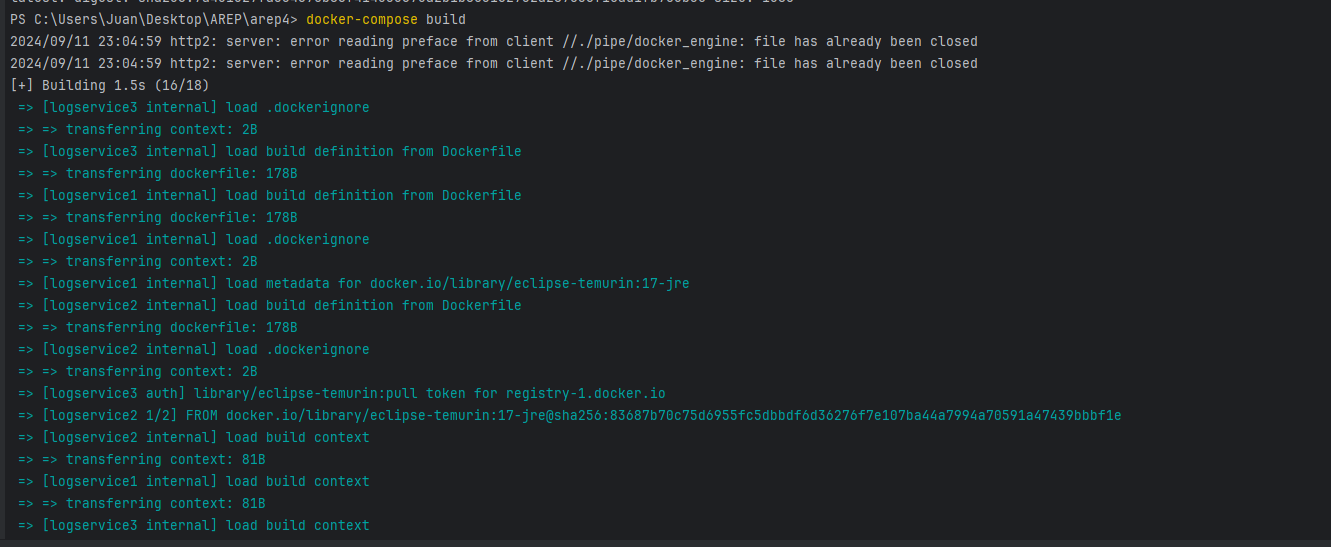 PS C:\Users\Juan\Desktop\AREP\arep4> docker-compose build
2024/09/11 23:04:59 http2: server: error reading preface from client //./pipe/docker_engine: file has already been closed
2024/09/11 23:04:59 http2: server: error reading preface from client //./pipe/docker_engine: file has already been closed
[+] Building 1.5s (16/18)
=> [logservice3 internal] load .dockerignore
=> => transferring context: 2B
=> [logservice3 internal] load build definition from Dockerfile
=> => transferring dockerfile: 178B
=> [logservice1 internal] load build definition from Dockerfile
=> => transferring dockerfile: 178B
=> [logservice1 internal] load .dockerignore
=> => transferring context: 2B
=> [logservice1 internal] load metadata for docker.io/library/eclipse-temurin:17-jre
=> [logservice2 internal] load build definition from Dockerfile
=> => transferring dockerfile: 178B
=> [logservice2 internal] load .dockerignore
=> => transferring context: 2B
=> [logservice3 auth] library/eclipse-temurin:pull token for registry-1.docker.io
=> [logservice2 1/2] FROM docker.io/library/eclipse-temurin:17-jre@sha256:83687b70c75d6955fc5dbbdf6d36276f7e107ba44a7994a70591a47439bbbf1e
=> [logservice2 internal] load build context
=> => transferring context: 81B
=> [logservice1 internal] load build context
=> => transferring context: 81B
=> [logservice3 internal] load build context